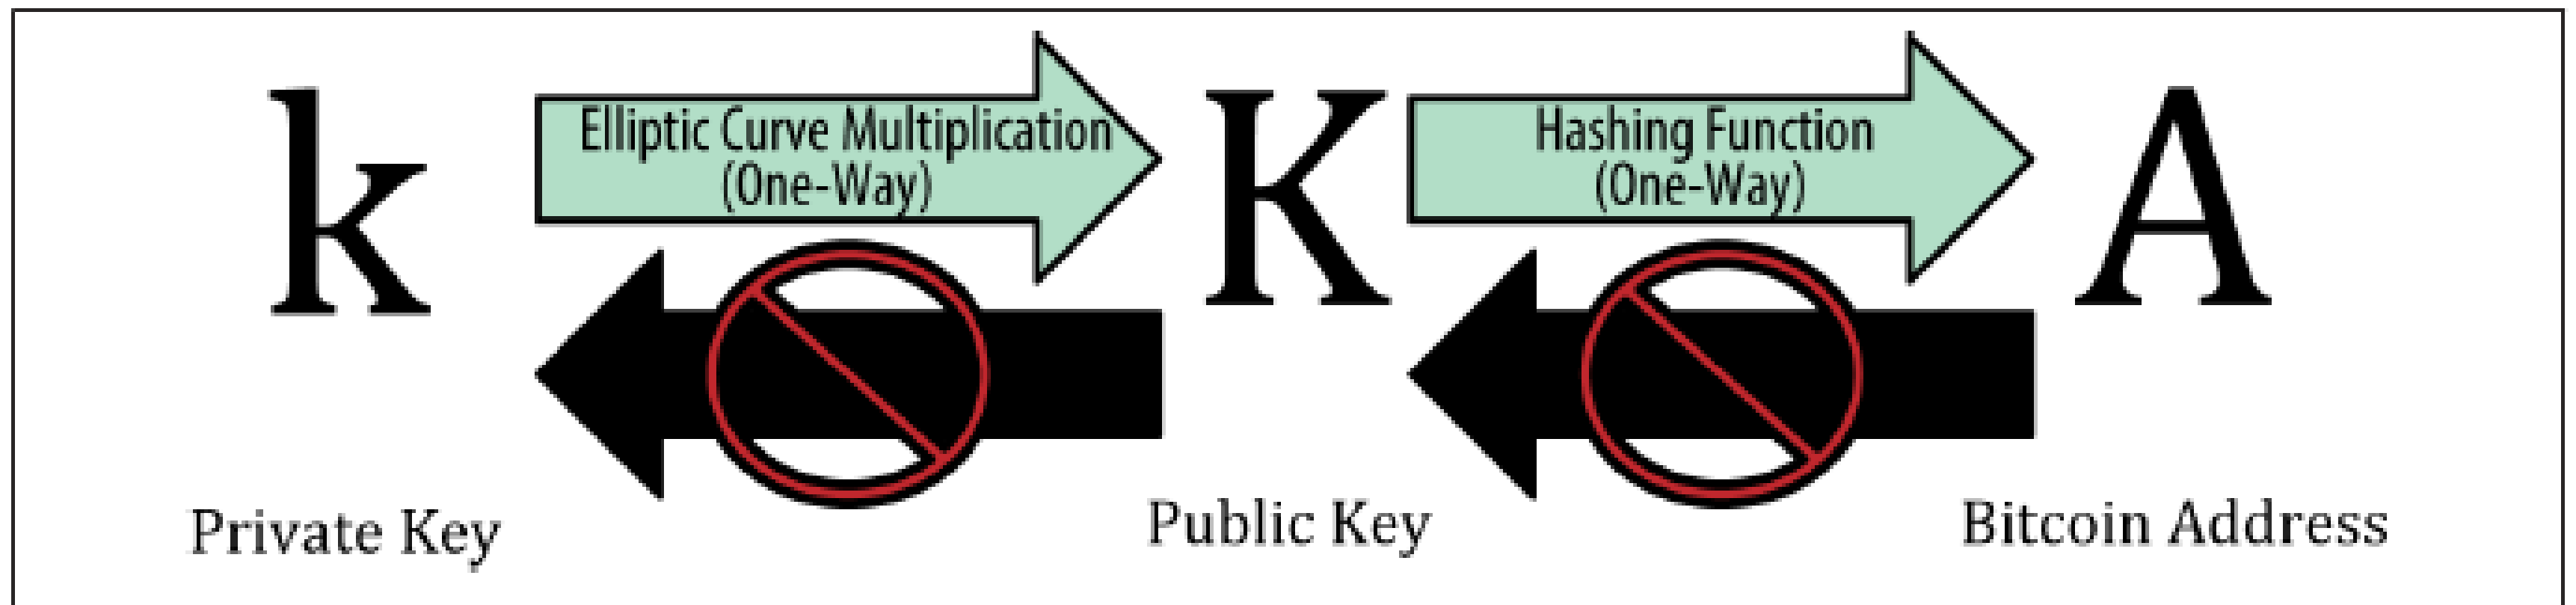 k
Elliptic Curve Multiplication
(One-Way)
K
Hashing Function
(One-Way)
A
Private Key
Public Key
Bitcoin Address